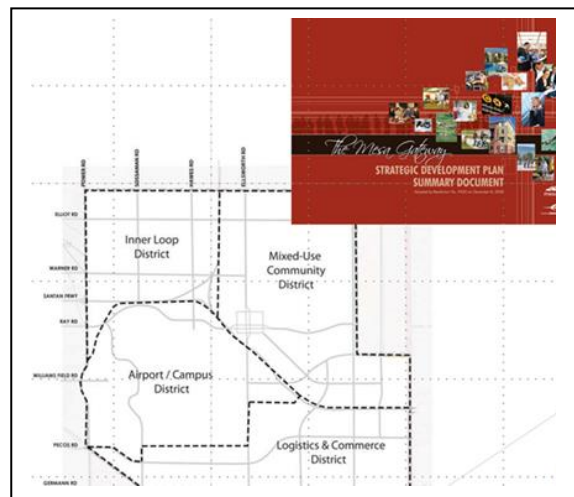 The Mesa Gateway
STRATEGIC DEVELOPMENT PLAN
SUMMARY DOCUMENT
POWER RD
SOSSAMAN RD
HAWES RD
ELLSWORTH RD
ELLIOT RD
Inner Loop
District
Mixed-Use
Community
District
WARNER RD
SANTAN FRWY
RAY RD
WILLIAMS FIELD RD
Airport / Campus
District
PECOS RD
Logistics & Commerce
District
GERMANN RD